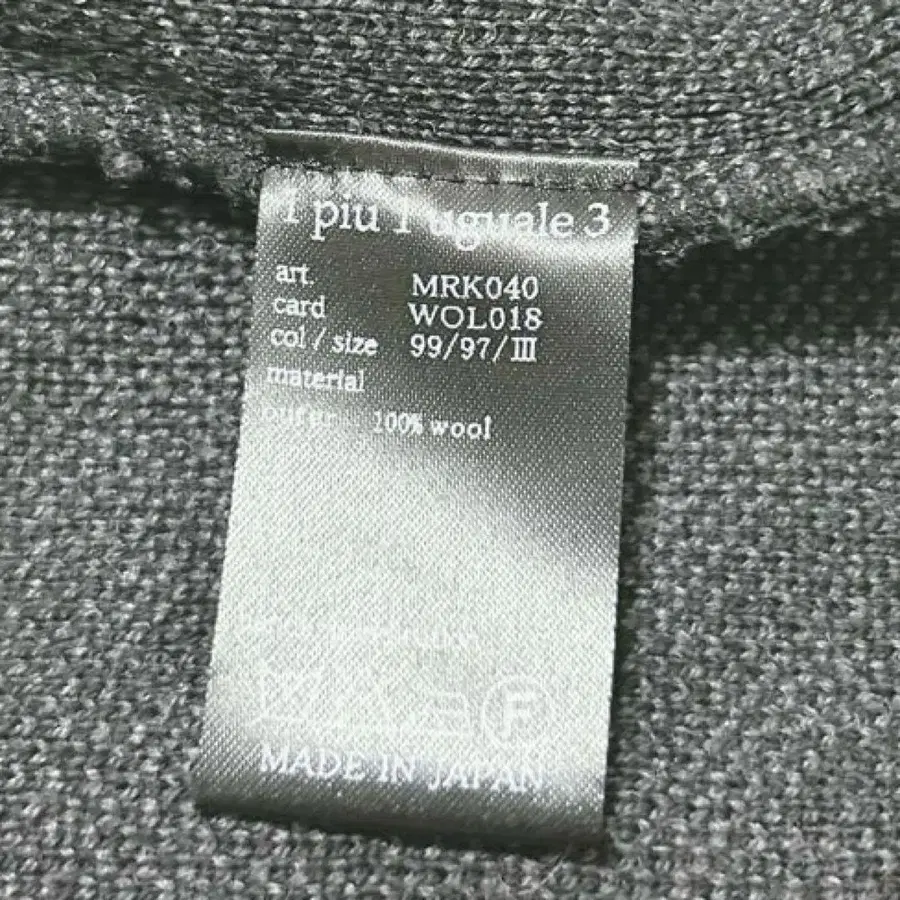 1 piu 1 uguale 3
art. MRK040
card WOL018
col / size 99/97/III
material
outer 100% wool
F
MADE IN JAPAN